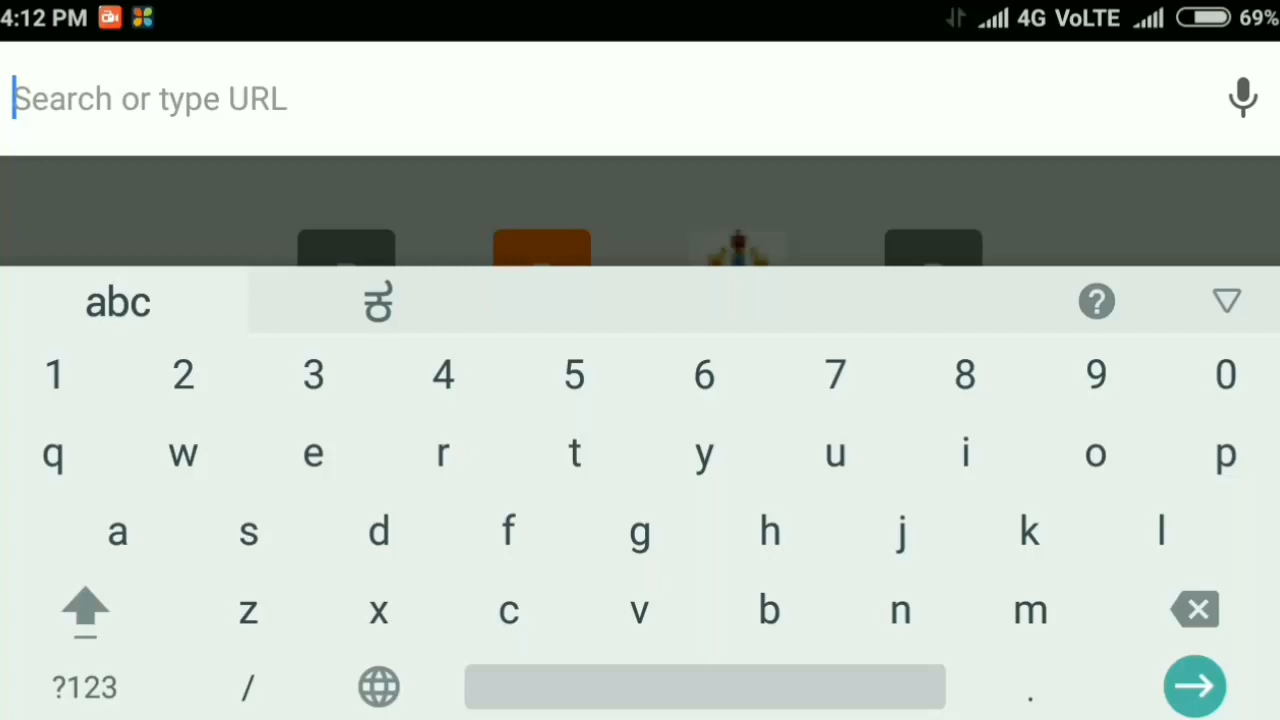 4:12 PM 4G VoLTE 69%
Search or type URL
abc ಕ
1 2 3 4 5 6 7 8 9 0
q w e r t y u i o p
a s d f g h j k l
z x c v b n m
?123 / .